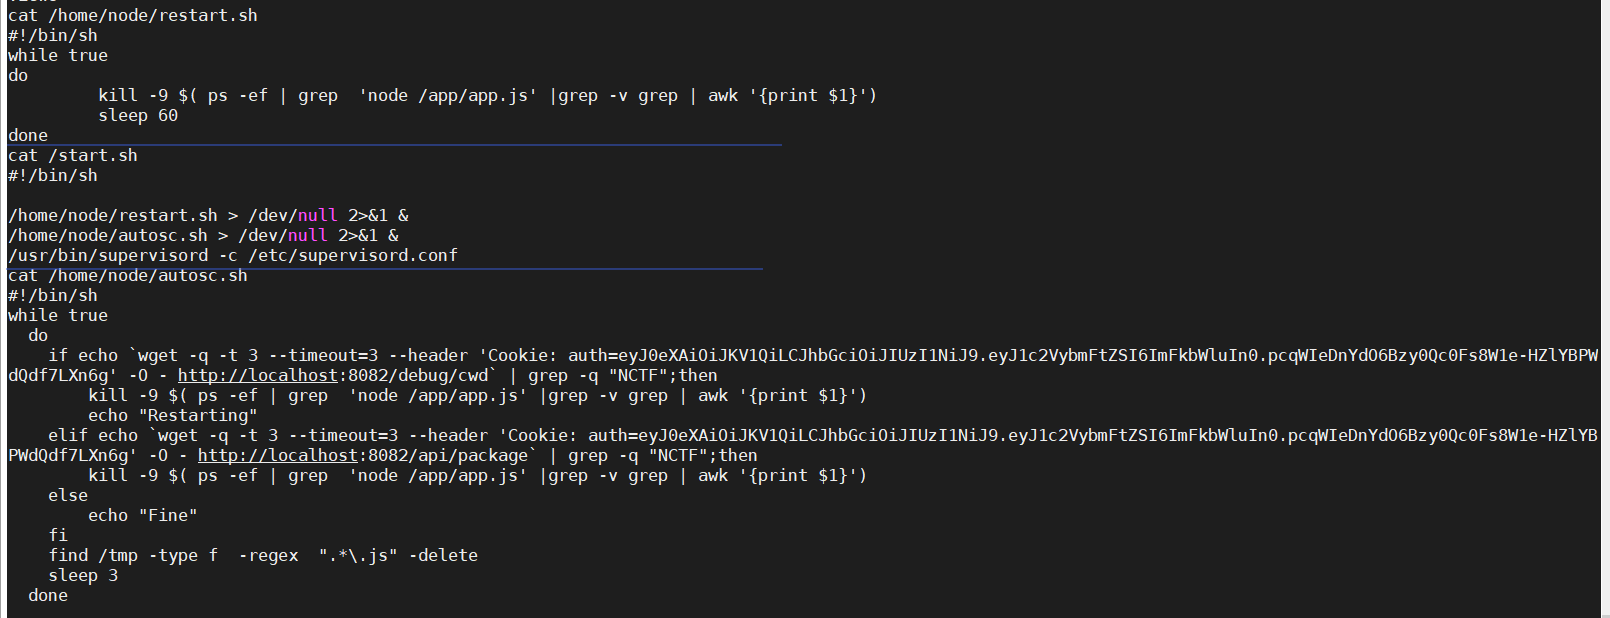 cat /home/node/restart.sh
#!/bin/sh
while true
do
         kill -9 $( ps -ef | grep  'node /app/app.js' |grep -v grep | awk '{print $1}')
         sleep 60
done
cat /start.sh
#!/bin/sh

/home/node/restart.sh > /dev/null 2>&1 &
/home/node/autosc.sh > /dev/null 2>&1 &
/usr/bin/supervisord -c /etc/supervisord.conf
cat /home/node/autosc.sh
#!/bin/sh
while true
  do
    if echo `wget -q -t 3 --timeout=3 --header 'Cookie: auth=eyJ0eXAiOiJKV1QiLCJhbGciOiJIUzI1NiJ9.eyJ1c2VybmFtZSI6ImFkbWluIn0.pcqWIeDnYdO6Bzy0Qc0Fs8W1e-HZlYBPW
dQdf7LXn6g' -O - http://localhost:8082/debug/cwd` | grep -q "NCTF";then
        kill -9 $( ps -ef | grep  'node /app/app.js' |grep -v grep | awk '{print $1}')
        echo "Restarting"
    elif echo `wget -q -t 3 --timeout=3 --header 'Cookie: auth=eyJ0eXAiOiJKV1QiLCJhbGciOiJIUzI1NiJ9.eyJ1c2VybmFtZSI6ImFkbWluIn0.pcqWIeDnYdO6Bzy0Qc0Fs8W1e-HZlYB
PWdQdf7LXn6g' -O - http://localhost:8082/api/package` | grep -q "NCTF";then
        kill -9 $( ps -ef | grep  'node /app/app.js' |grep -v grep | awk '{print $1}')
    else
        echo "Fine"
    fi
    find /tmp -type f  -regex  ".*\.js" -delete
    sleep 3
  done